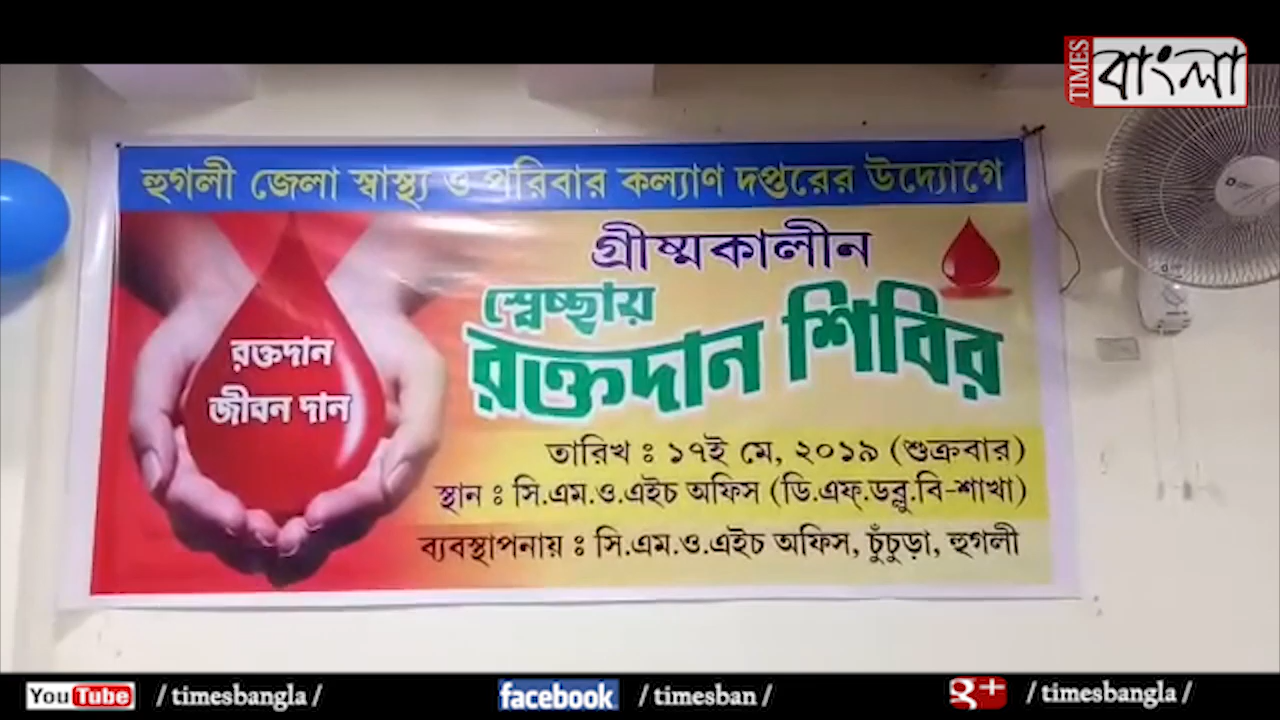 TIMES বাংলা
হুগলী জেলা স্বাস্থ্য ও পরিবার কল্যাণ দপ্তরের উদ্যোগে
গ্রীষ্মকালীন
স্বেচ্ছায়
রক্তদান শিবির
রক্তদান
জীবন দান
তারিখ : ১৭ই মে, ২০১৯ (শুক্রবার)
স্থান : সি.এম.ও.এইচ অফিস (ডি.এফ.ডব্লু.বি-শাখা)
ব্যবস্থাপনায় : সি.এম.ও.এইচ অফিস, চুঁচুড়া, হুগলী
YouTube / timesbangla / facebook / timesban / g+ / timesbangla /